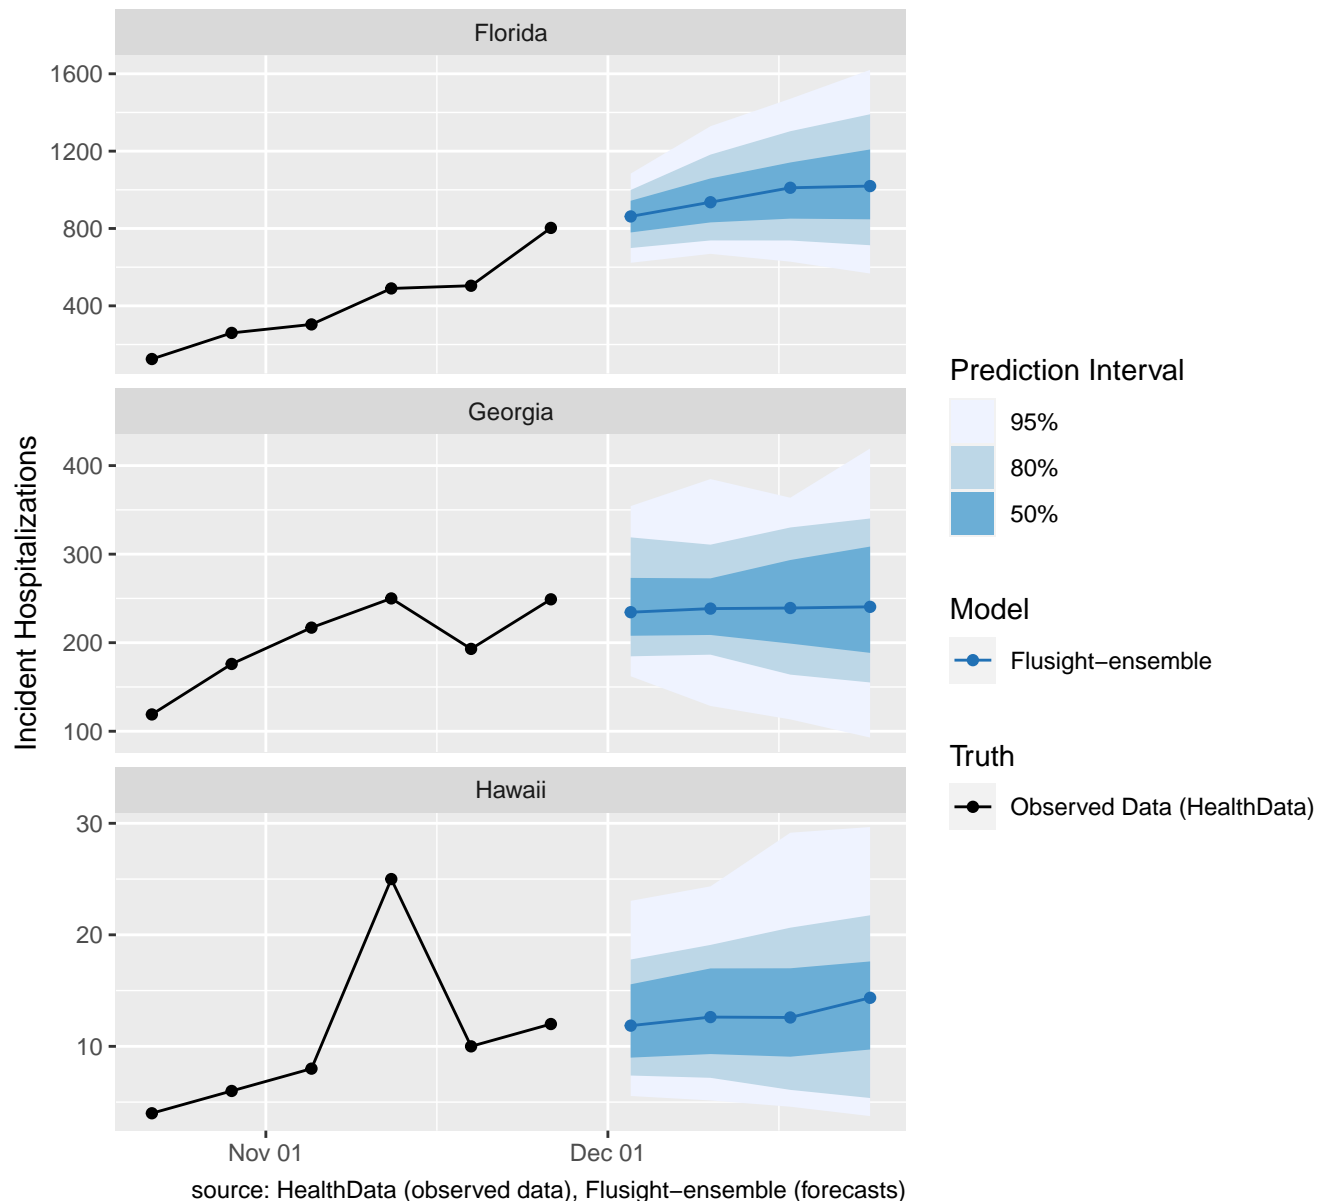 Florida
1600
1200
800
400
Georgia
400
300
200
100
Hawaii
30
20
10
Nov 01
Dec 01
Incident Hospitalizations
source: HealthData (observed data), Flusight−ensemble (forecasts)
Prediction Interval
95%
80%
50%
Model
Flusight−ensemble
Truth
Observed Data (HealthData)